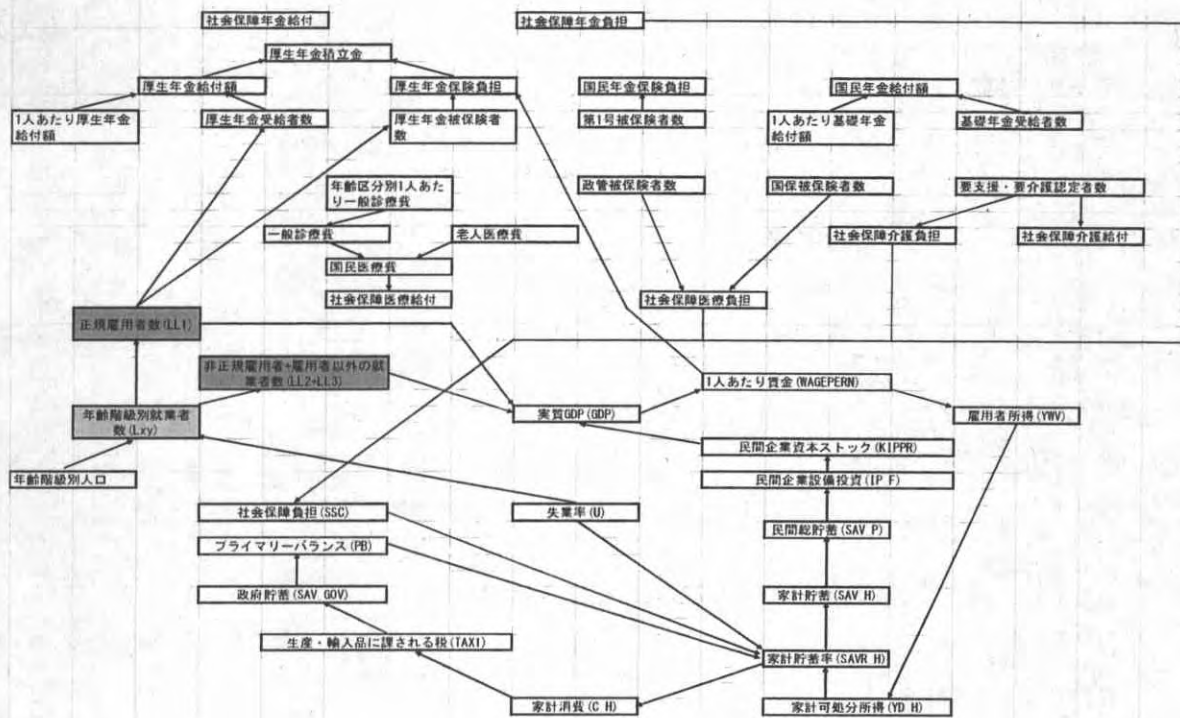 社会保障年金給付
社会保障年金負担
厚生年金積立金
厚生年金給付額
厚生年金保険負担
国民年金保険負担
国民年金給付額
1人あたり厚生年金
給付額
厚生年金受給者数
厚生年金被保険者
数
第1号被保険者数
1人あたり基礎年金
給付額
基礎年金受給者数
年齢区分別1人あた
り一般診療費
政管被保険者数
国保被保険者数
要支援・要介護認定者数
一般診療費
老人医療費
社会保障介護負担
社会保障介護給付
国民医療費
社会保障医療給付
社会保障医療負担
正規雇用者数(LL1)
非正規雇用者+雇用者以外の就
業者数(LL2+LL3)
1人あたり賃金(WAGEPERN)
年齢階級別就業者
数(Lxy)
実質GDP(GDP)
雇用者所得(YWV)
民間企業資本ストック(KIPPR)
年齢階級別人口
民間企業設備投資(IP F)
社会保障負担(SSC)
失業率(U)
民間総貯蓄(SAV P)
プライマリーバランス(PB)
政府貯蓄(SAV GOV)
家計貯蓄(SAV H)
生産・輸入品に課される税(TAX1)
家計貯蓄率(SAVR H)
家計消費(C H)
家計可処分所得(YD H)